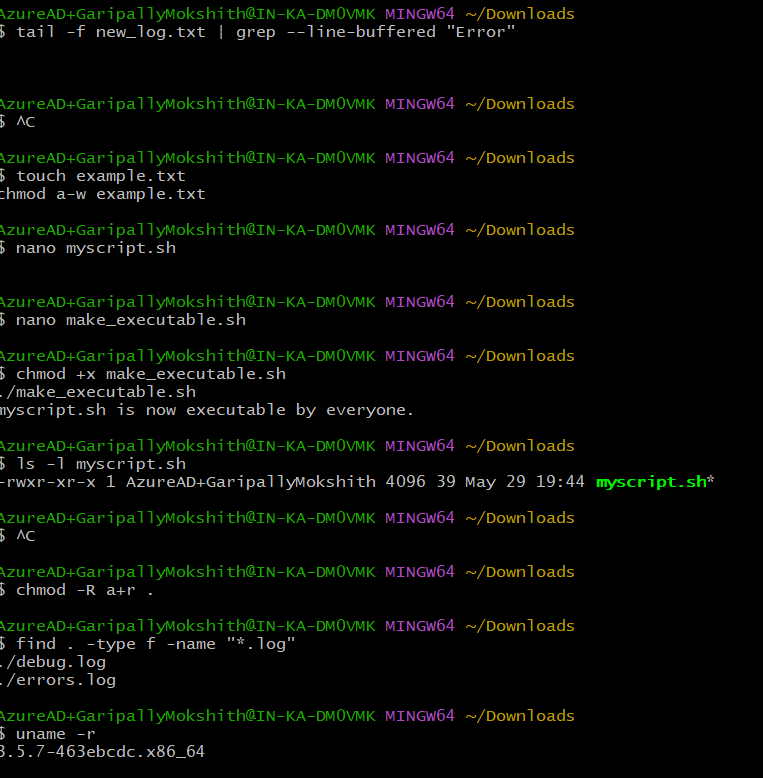 AzureAD+GaripallyMokshith@IN-KA-DM0VMK MINGW64 ~/Downloads
$ tail -f new_log.txt | grep --line-buffered "Error"
AzureAD+GaripallyMokshith@IN-KA-DM0VMK MINGW64 ~/Downloads
$ ^C
AzureAD+GaripallyMokshith@IN-KA-DM0VMK MINGW64 ~/Downloads
$ touch example.txt
chmod a-w example.txt
AzureAD+GaripallyMokshith@IN-KA-DM0VMK MINGW64 ~/Downloads
$ nano myscript.sh
AzureAD+GaripallyMokshith@IN-KA-DM0VMK MINGW64 ~/Downloads
$ nano make_executable.sh
AzureAD+GaripallyMokshith@IN-KA-DM0VMK MINGW64 ~/Downloads
$ chmod +x make_executable.sh
./make_executable.sh
myscript.sh is now executable by everyone.
AzureAD+GaripallyMokshith@IN-KA-DM0VMK MINGW64 ~/Downloads
$ ls -l myscript.sh
-rwxr-xr-x 1 AzureAD+GaripallyMokshith 4096 39 May 29 19:44 myscript.sh*
AzureAD+GaripallyMokshith@IN-KA-DM0VMK MINGW64 ~/Downloads
$ ^C
AzureAD+GaripallyMokshith@IN-KA-DM0VMK MINGW64 ~/Downloads
$ chmod -R a+r .
AzureAD+GaripallyMokshith@IN-KA-DM0VMK MINGW64 ~/Downloads
$ find . -type f -name "*.log"
./debug.log
./errors.log
AzureAD+GaripallyMokshith@IN-KA-DM0VMK MINGW64 ~/Downloads
$ uname -r
3.5.7-463ebcdc.x86_64